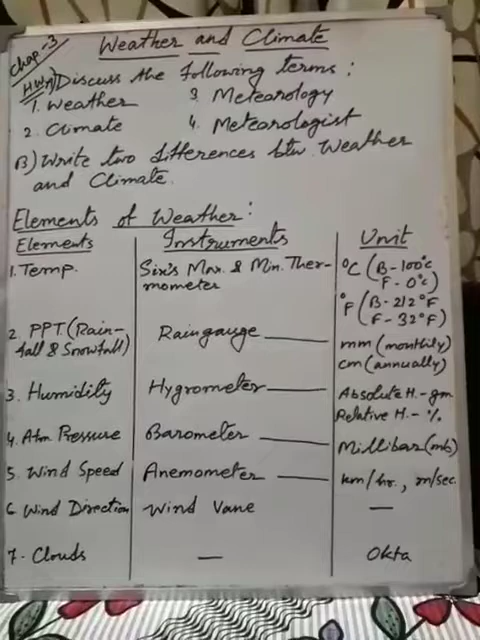 Chap:-3
Weather and Climate
HW A) Discuss the following terms:
1. Weather 3. Metearology
2. Climate 4. Metearologist
B) Write two differences btw. Weather
and Climate.
Elements of Weather:
Elements Instruments Unit
1. Temp. Six's Max. & Min. Ther-
mometer
°C (B-100°C
F-0°C)
°F (B-212°F
F-32°F)
2. PPT (Rain-
fall & Snowfall)
Raingauge
mm (monthly)
cm (annually)
3. Humidity Hygrometer
Absolute H.-gm
Relative H.- %
4. Atm Pressure Barometer Millibar (mb)
5. Wind Speed Anemometer km/hr., m/sec.
6. Wind Direction Wind Vane —
7. Clouds — Okta